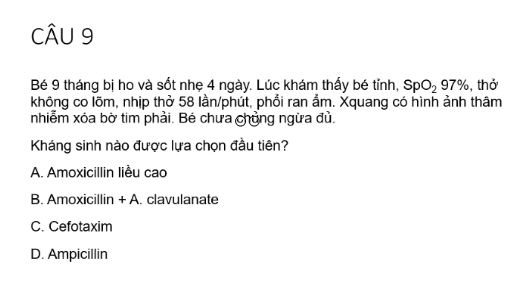 CÂU 9
Bé 9 tháng bị ho và sốt nhẹ 4 ngày. Lúc khám thấy bé tỉnh, SpO₂ 97%, thở
không co lõm, nhịp thở 58 lần/phút, phổi ran ẩm. Xquang có hình ảnh thâm
nhiễm xóa bờ tim phải. Bé chưa chủng ngừa đủ.
Kháng sinh nào được lựa chọn đầu tiên?
A. Amoxicillin liều cao
B. Amoxicillin + A. clavulanate
C. Cefotaxim
D. Ampicillin